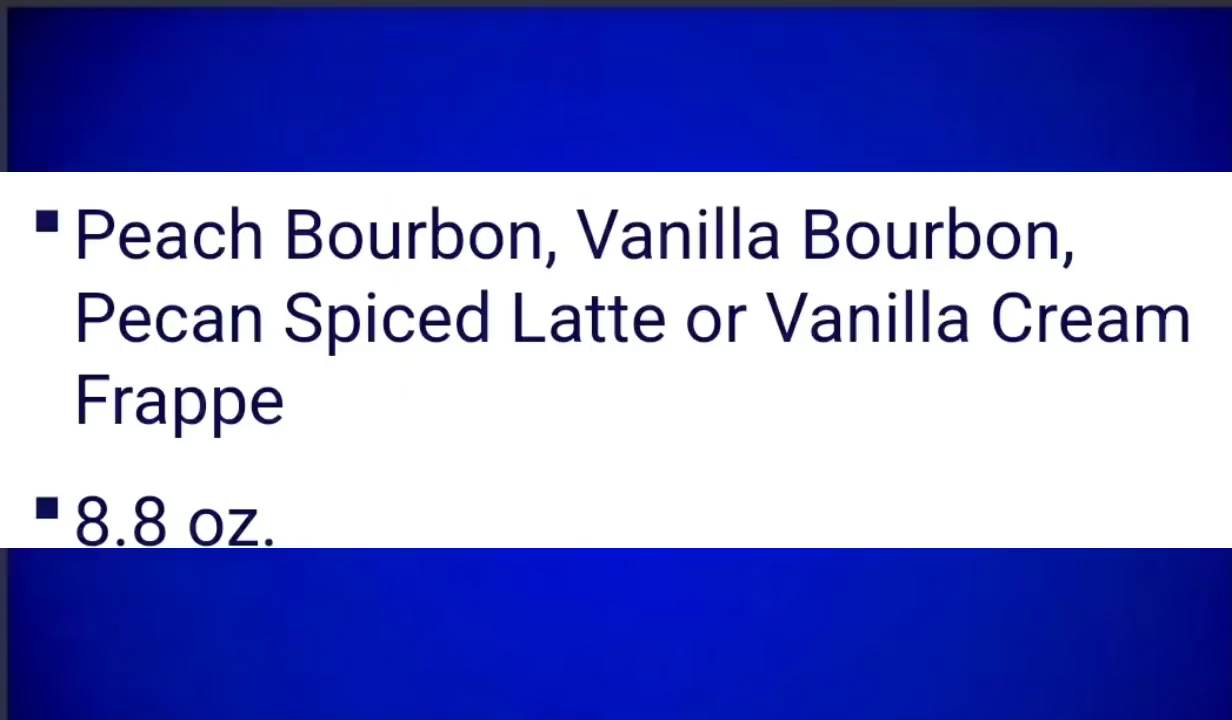 ▪ Peach Bourbon, Vanilla Bourbon,
Pecan Spiced Latte or Vanilla Cream
Frappe
▪ 8.8 oz.